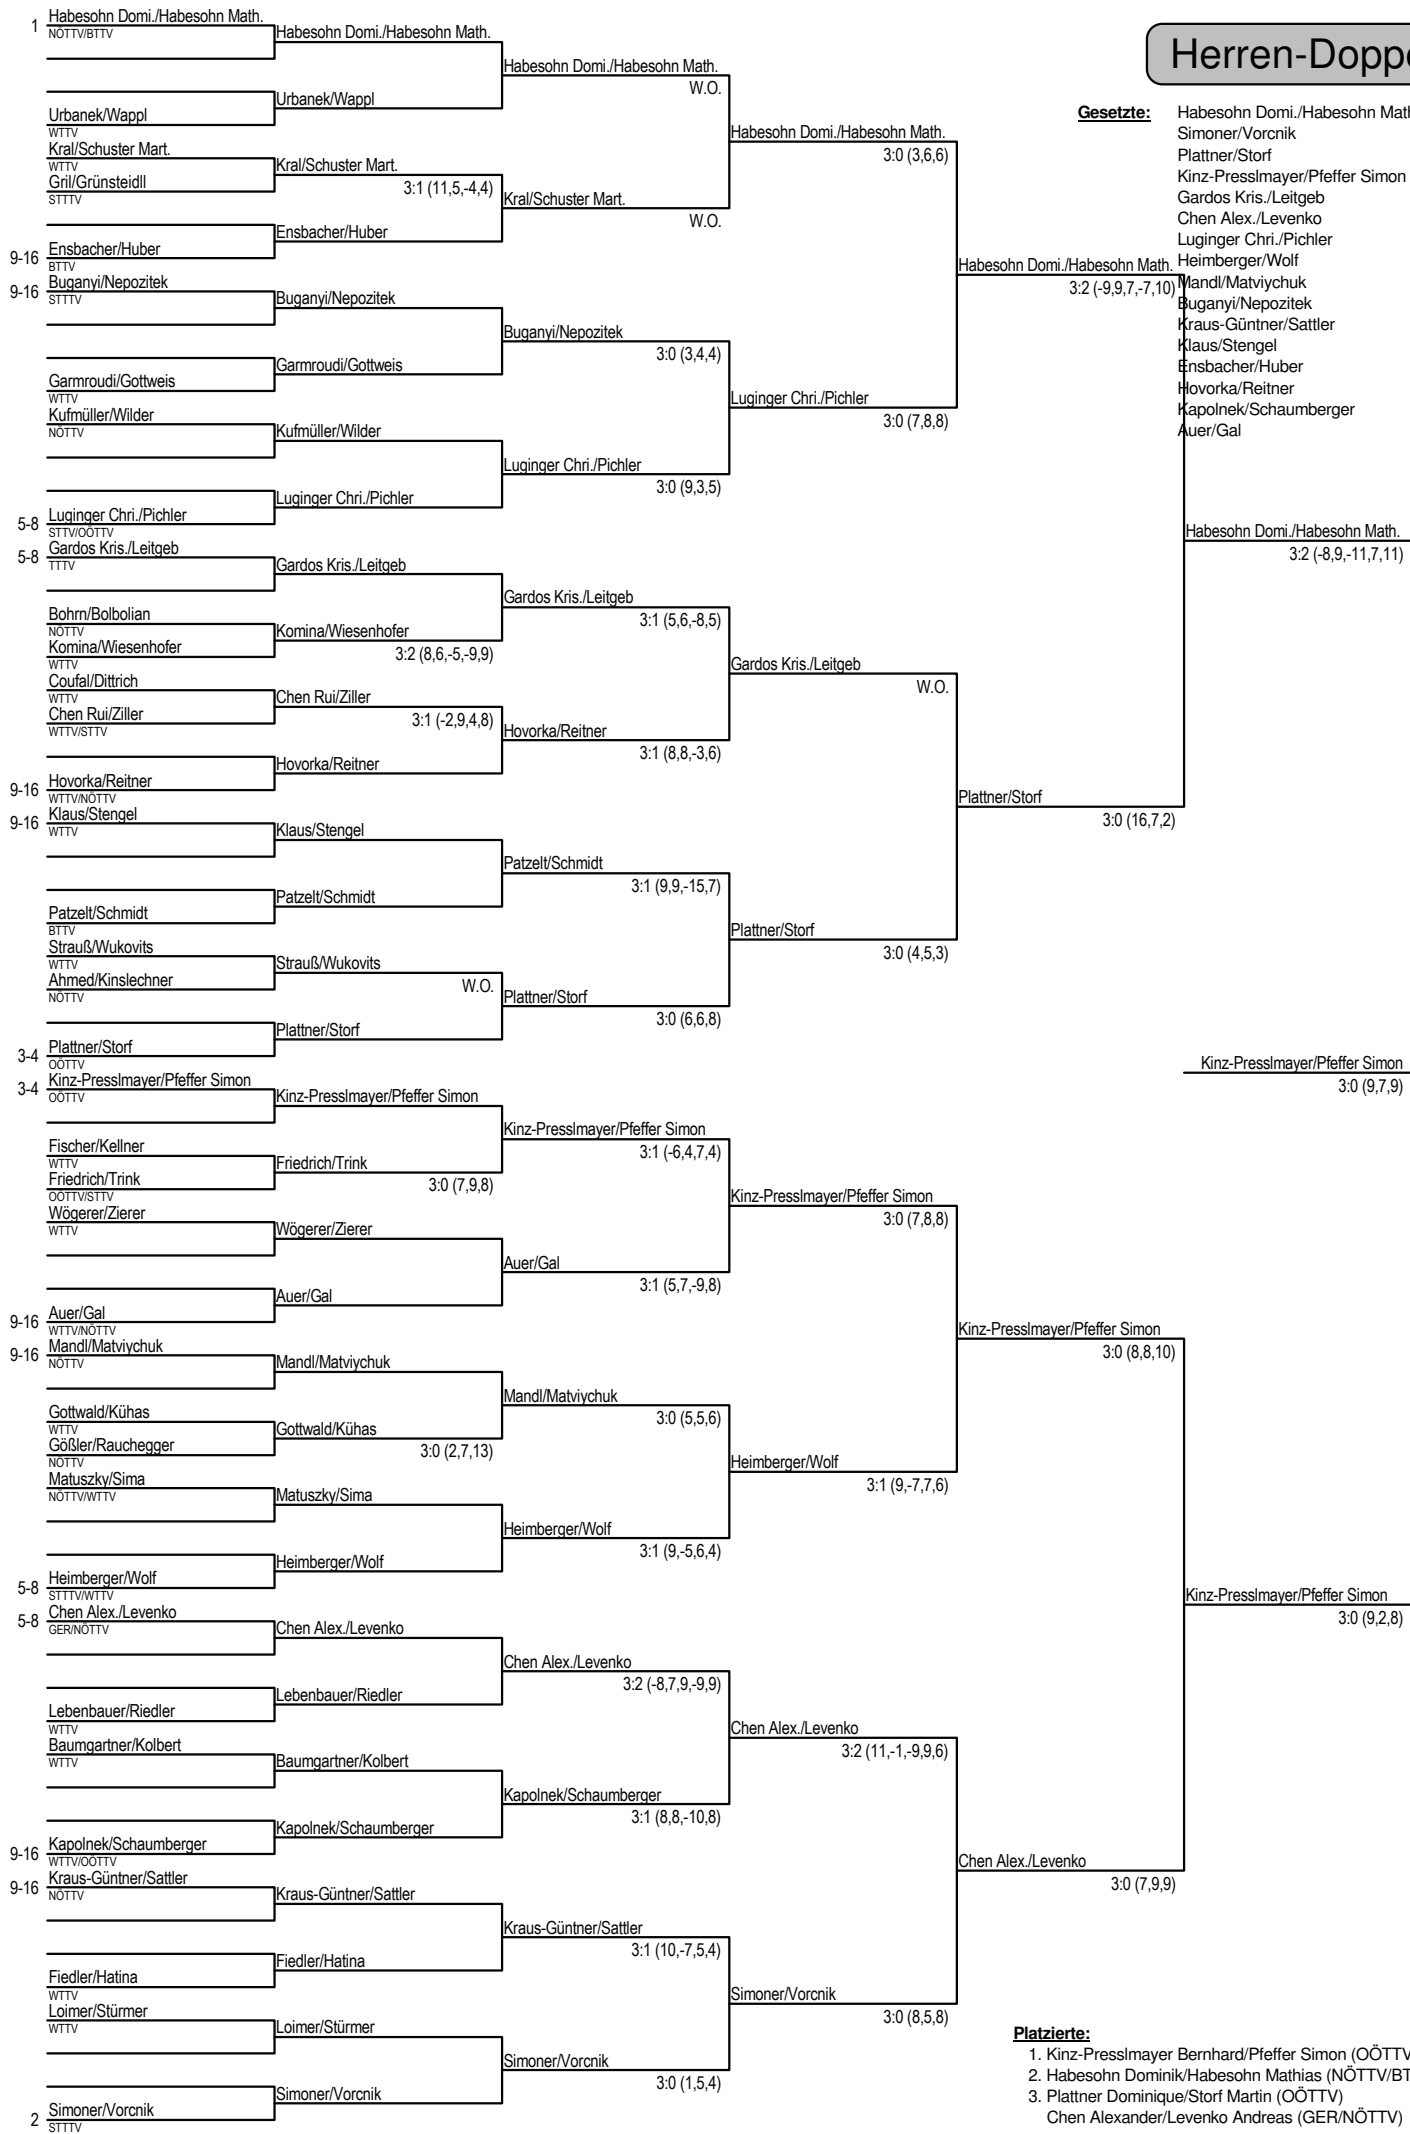 Herren-Doppe
Gesetzte:
Habesohn Domi./Habesohn Math
Simoner/Vorcnik
Plattner/Storf
Kinz-Presslmayer/Pfeffer Simon
Gardos Kris./Leitgeb
Chen Alex./Levenko
Luginger Chri./Pichler
Heimberger/Wolf
Mandl/Matviychuk
Buganyi/Nepozitek
Kraus-Güntner/Sattler
Klaus/Stengel
Ensbacher/Huber
Hovorka/Reitner
Kapolnek/Schaumberger
Auer/Gal
1 Habesohn Domi./Habesohn Math.
NÖTTV/BTTV
Urbanek/Wappl
WTTV
Kral/Schuster Mart.
WTTV
Gril/Grünsteidll
STTTV
9-16 Ensbacher/Huber
BTTV
9-16 Buganyi/Nepozitek
STTTV
Garmroudi/Gottweis
WTTV
Kufmüller/Wilder
NÖTTV
5-8 Luginger Chri./Pichler
STTV/OÖTTV
5-8 Gardos Kris./Leitgeb
TTTV
Bohrn/Bolbolian
NÖTTV
Komina/Wiesenhofer
WTTV
Coufal/Dittrich
WTTV
Chen Rui/Ziller
WTTV/STTV
9-16 Hovorka/Reitner
WTTV/NÖTTV
9-16 Klaus/Stengel
WTTV
Patzelt/Schmidt
BTTV
Strauß/Wukovits
WTTV
Ahmed/Kinslechner
NÖTTV
3-4 Plattner/Storf
OÖTTV
3-4 Kinz-Presslmayer/Pfeffer Simon
OÖTTV
Fischer/Kellner
WTTV
Friedrich/Trink
OÖTTV/STTV
Wögerer/Zierer
WTTV
9-16 Auer/Gal
WTTV/NÖTTV
9-16 Mandl/Matviychuk
NÖTTV
Gottwald/Kühas
WTTV
Gößler/Rauchegger
NÖTTV
Matuszky/Sima
NÖTTV/WTTV
5-8 Heimberger/Wolf
STTTV/WTTV
5-8 Chen Alex./Levenko
GER/NÖTTV
Lebenbauer/Riedler
WTTV
Baumgartner/Kolbert
WTTV
9-16 Kapolnek/Schaumberger
WTTV/OÖTTV
9-16 Kraus-Güntner/Sattler
NÖTTV
Fiedler/Hatina
WTTV
Loimer/Stürmer
WTTV
2 Simoner/Vorcnik
STTTV
Habesohn Domi./Habesohn Math.
Urbanek/Wappl
Kral/Schuster Mart.
3:1 (11,5,-4,4)
Ensbacher/Huber
Buganyi/Nepozitek
Garmroudi/Gottweis
Kufmüller/Wilder
Luginger Chri./Pichler
Gardos Kris./Leitgeb
Komina/Wiesenhofer
3:2 (8,6,-5,-9,9)
Chen Rui/Ziller
3:1 (-2,9,4,8)
Hovorka/Reitner
Klaus/Stengel
Patzelt/Schmidt
Strauß/Wukovits
W.O.
Plattner/Storf
Kinz-Presslmayer/Pfeffer Simon
Friedrich/Trink
3:0 (7,9,8)
Wögerer/Zierer
Auer/Gal
Mandl/Matviychuk
Gottwald/Kühas
3:0 (2,7,13)
Matuszky/Sima
Heimberger/Wolf
Chen Alex./Levenko
Lebenbauer/Riedler
Baumgartner/Kolbert
Kapolnek/Schaumberger
Kraus-Güntner/Sattler
Fiedler/Hatina
Loimer/Stürmer
Simoner/Vorcnik
Habesohn Domi./Habesohn Math.
W.O.
Kral/Schuster Mart.
W.O.
Buganyi/Nepozitek
3:0 (3,4,4)
Luginger Chri./Pichler
3:0 (9,3,5)
Gardos Kris./Leitgeb
3:1 (5,6,-8,5)
Hovorka/Reitner
3:1 (8,8,-3,6)
Patzelt/Schmidt
3:1 (9,9,-15,7)
Plattner/Storf
3:0 (6,6,8)
Kinz-Presslmayer/Pfeffer Simon
3:1 (-6,4,7,4)
Auer/Gal
3:1 (5,7,-9,8)
Mandl/Matviychuk
3:0 (5,5,6)
Heimberger/Wolf
3:1 (9,-5,6,4)
Chen Alex./Levenko
3:2 (-8,7,9,-9,9)
Kapolnek/Schaumberger
3:1 (8,8,-10,8)
Kraus-Güntner/Sattler
3:1 (10,-7,5,4)
Simoner/Vorcnik
3:0 (1,5,4)
Habesohn Domi./Habesohn Math.
3:0 (3,6,6)
Luginger Chri./Pichler
3:0 (7,8,8)
Gardos Kris./Leitgeb
W.O.
Plattner/Storf
3:0 (4,5,3)
Kinz-Presslmayer/Pfeffer Simon
3:0 (7,8,8)
Heimberger/Wolf
3:1 (9,-7,7,6)
Chen Alex./Levenko
3:2 (11,-1,-9,9,6)
Simoner/Vorcnik
3:0 (8,5,8)
Habesohn Domi./Habesohn Math.
3:2 (-9,9,7,-7,10)
Plattner/Storf
3:0 (16,7,2)
Kinz-Presslmayer/Pfeffer Simon
3:0 (8,8,10)
Chen Alex./Levenko
3:0 (7,9,9)
Habesohn Domi./Habesohn Math.
3:2 (-8,9,-11,7,11)
Kinz-Presslmayer/Pfeffer Simon
3:0 (9,7,9)
Kinz-Presslmayer/Pfeffer Simon
3:0 (9,2,8)
Platzierte:
1. Kinz-Presslmayer Bernhard/Pfeffer Simon (OÖTTV
2. Habesohn Dominik/Habesohn Mathias (NÖTTV/BT
3. Plattner Dominique/Storf Martin (OÖTTV)
Chen Alexander/Levenko Andreas (GER/NÖTTV)